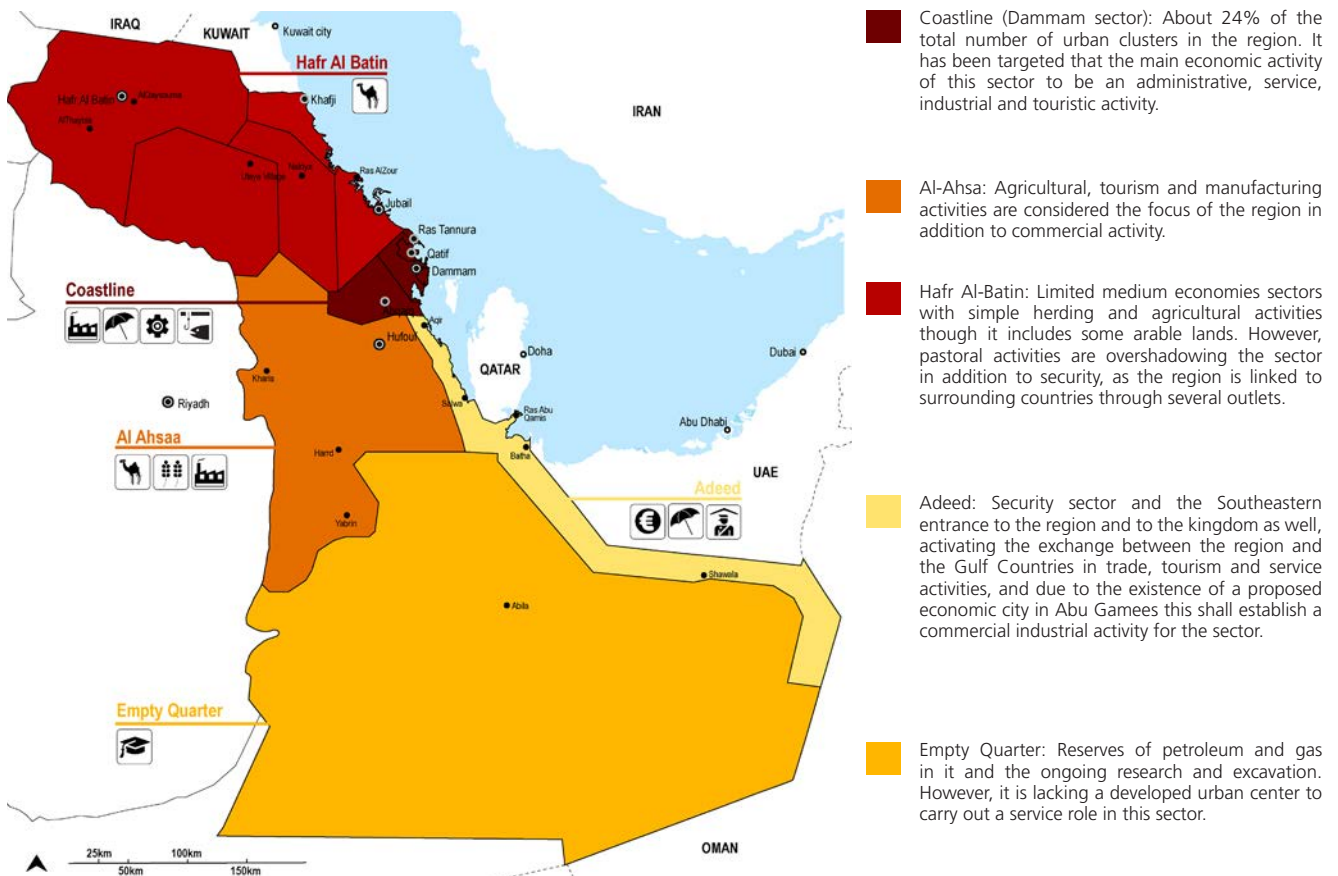 IRAQ
KUWAIT
Kuwait city
Hafr Al Batin
Hafr Al Batin
AlQaysouma
Khafji
IRAN
Ras AlZour
Jubail
Ras Tannura
Qatif
Dammam
Coastline
Aqir
Hufouf
Doha
Dubai
QATAR
Kharis
Salwa
Riyadh
Ras Abu
Qamis
Abu Dhabi
Al Ahsaa
Harrd
Batha
UAE
Adeed
Yabrin
Shawala
Abila
Empty Quarter
OMAN
25km
100km
50km
150km
Coastline (Dammam sector): About 24% of the
total number of urban clusters in the region. It
has been targeted that the main economic activity
of this sector to be an administrative, service,
industrial and touristic activity.
Al-Ahsa: Agricultural, tourism and manufacturing
activities are considered the focus of the region in
addition to commercial activity.
Hafr Al-Batin: Limited medium economies sectors
with simple herding and agricultural activities
though it includes some arable lands. However,
pastoral activities are overshadowing the sector
in addition to security, as the region is linked to
surrounding countries through several outlets.
Adeed: Security sector and the Southeastern
entrance to the region and to the kingdom as well,
activating the exchange between the region and
the Gulf Countries in trade, tourism and service
activities, and due to the existence of a proposed
economic city in Abu Gamees this shall establish a
commercial industrial activity for the sector.
Empty Quarter: Reserves of petroleum and gas
in it and the ongoing research and excavation.
However, it is lacking a developed urban center to
carry out a service role in this sector.